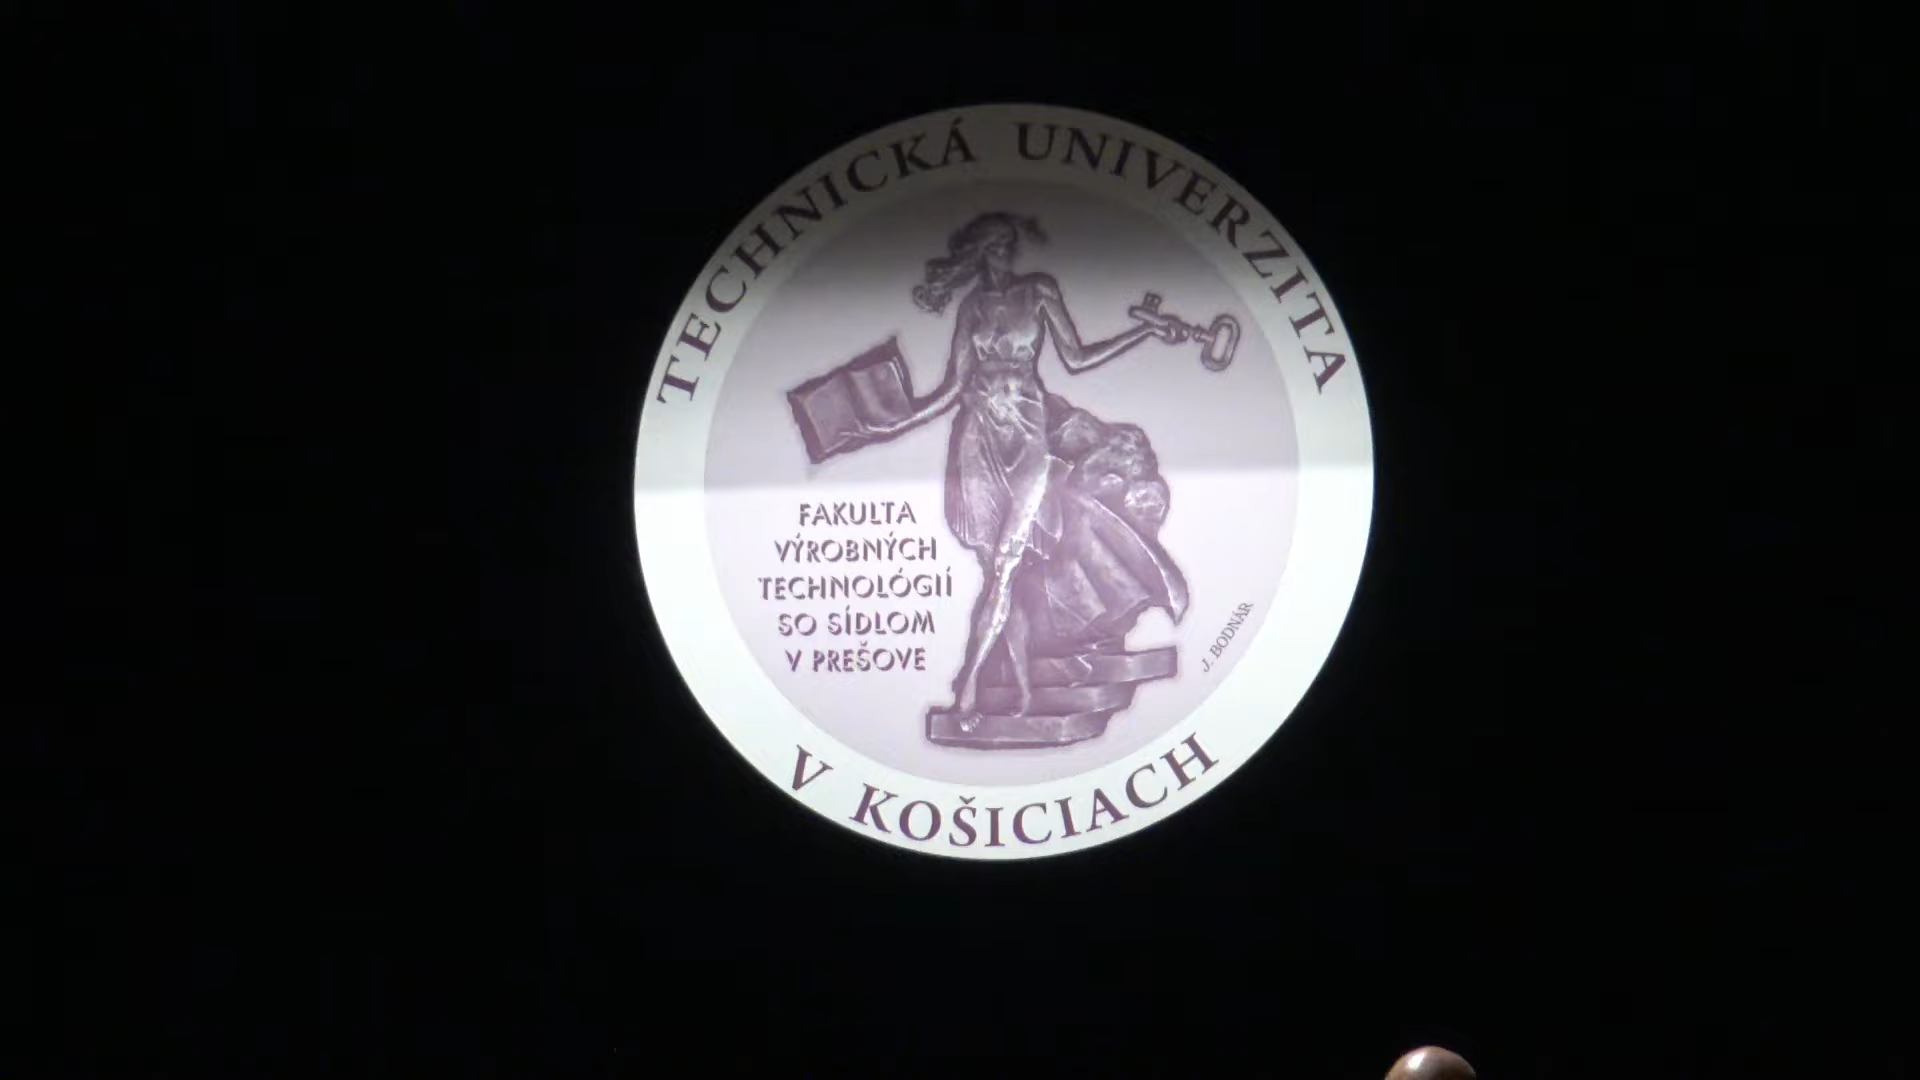 TECHNICKÁ UNIVERZITA
FAKULTA
VÝROBNÝCH
TECHNOLÓGIÍ
SO SÍDLOM
V PREŠOVE
J. BODNÁR
V KOŠICIACH